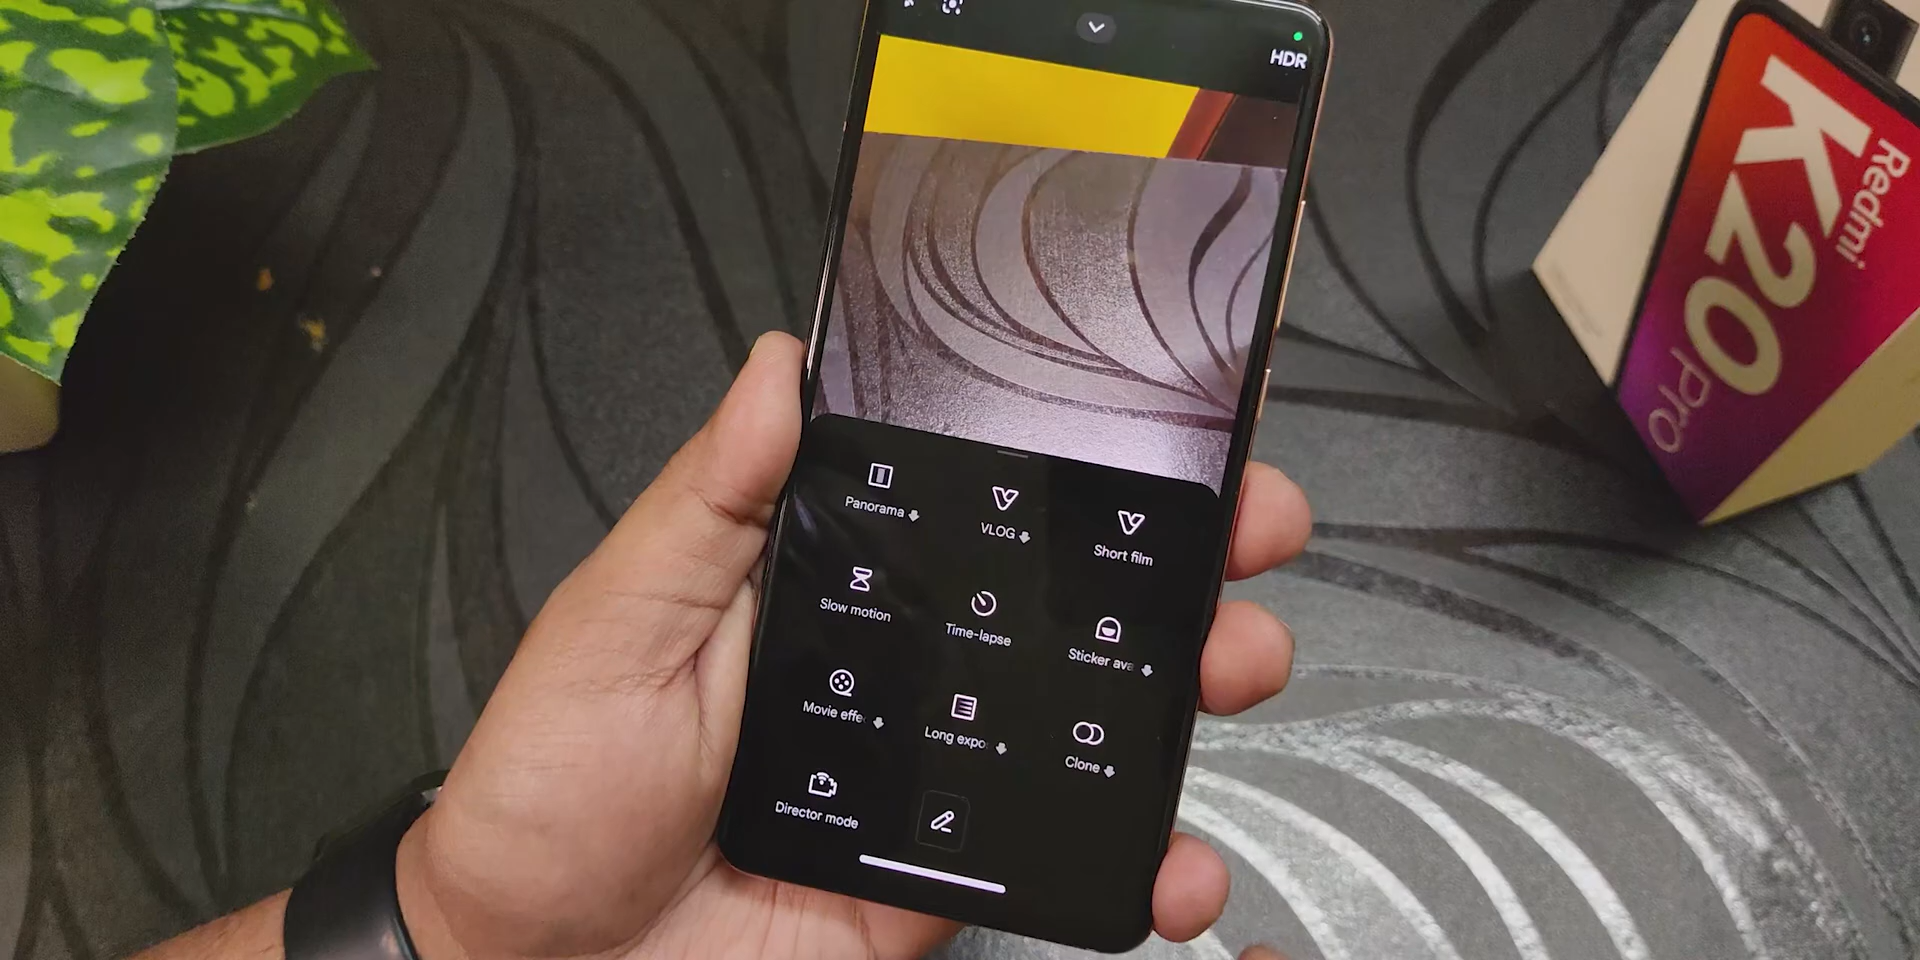 HDR
Redmi
K20
Pro
Panorama
VLOG
Short film
Slow motion
Time-lapse
Sticker ava
Movie effe
Long expo
Clone
Director mode